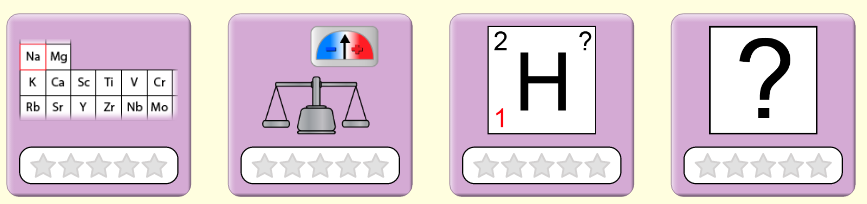 Na Mg
K Ca Sc Ti V Cr
Rb Sr Y Zr Nb Mo
- +
2 ?
H
1
?